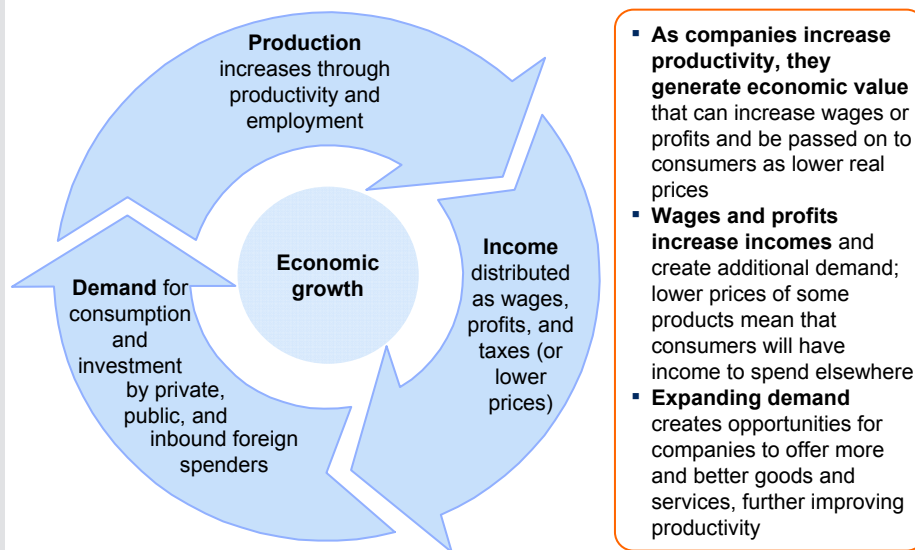 Production
increases through
productivity and
employment
Income
distributed
as wages,
profits, and
taxes (or
lower
prices)
Demand for
consumption
and
investment
by private,
public, and
inbound foreign
spenders
Economic
growth
▪ As companies increase
productivity, they
generate economic value
that can increase wages or
profits and be passed on to
consumers as lower real
prices
▪ Wages and profits
increase incomes and
create additional demand;
lower prices of some
products mean that
consumers will have
income to spend elsewhere
▪ Expanding demand
creates opportunities for
companies to offer more
and better goods and
services, further improving
productivity